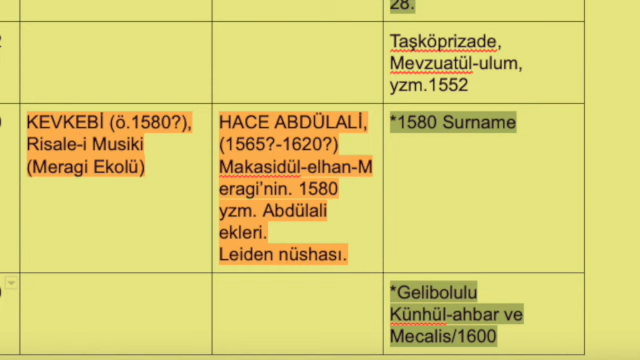 28.
Taşköprizade,
Mevzuatül-ulum,
yzm.1552
KEVKEBİ (ö.1580?),
Risale-i Musiki
(Meragi Ekolü)
HACE ABDÜLALİ,
(1565?-1620?)
Makasidül-elhan-M
eragi'nin. 1580
yzm. Abdülali
ekleri.
Leiden nüshası.
*1580 Surname
*Gelibolulu
Künhül-ahbar ve
Mecalis/1600